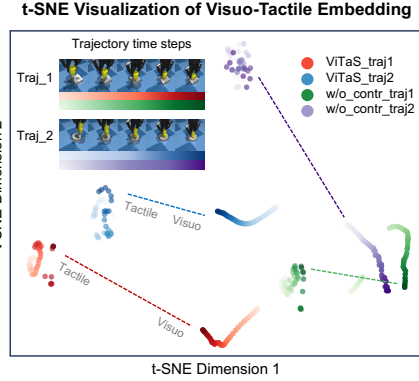 t-SNE Visualization of Visuo-Tactile Embedding
Trajectory time steps
Traj_1
Traj_2
ViTaS_traj1
ViTaS_traj2
w/o_contr_traj1
w/o_contr_traj2
Tactile
Visuo
Tactile
Visuo
t-SNE Dimension 1